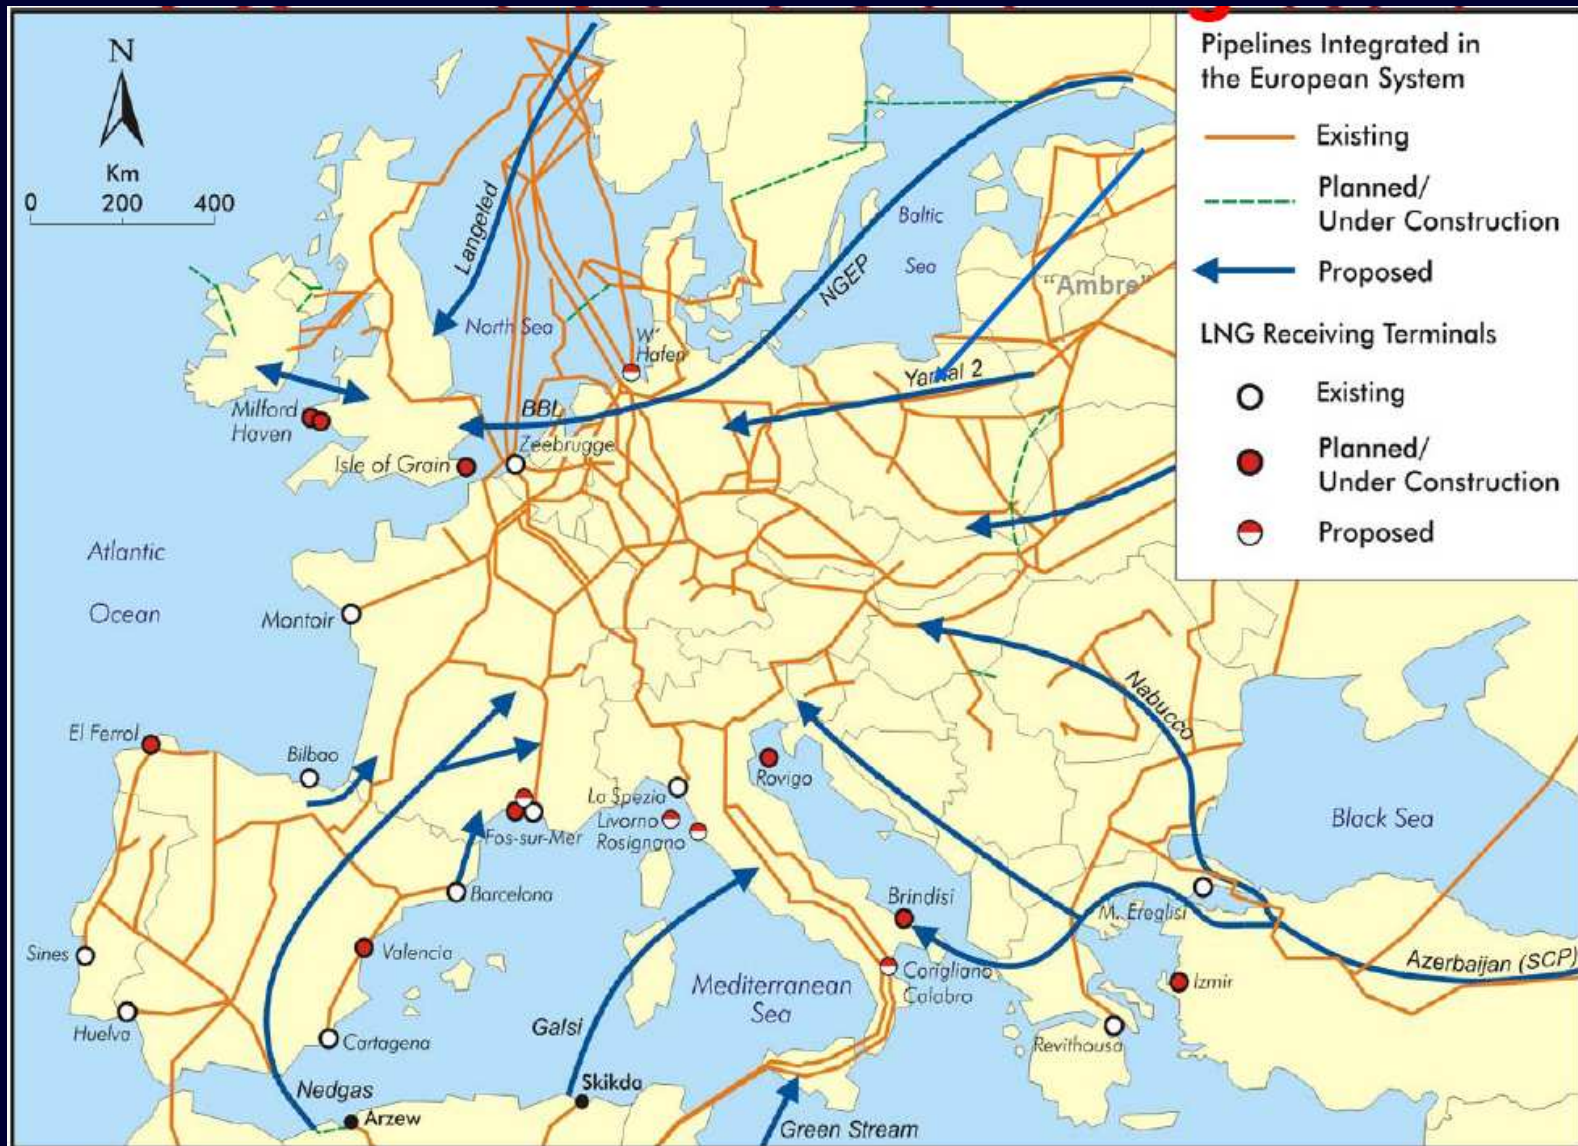 N
Km
0 200 400
Pipelines Integrated in
the European System
Existing
Planned/
Under Construction
Proposed
LNG Receiving Terminals
Existing
Planned/
Under Construction
Proposed
Langeled
North Sea
Baltic
Sea
NGEP
"Ambre"
W'
Hafen
Yamal 2
BBL
Zeebrugge
Milford
Haven
Isle of Grain
Atlantic
Ocean
Montoir
El Ferrol
Bilbao
La Spezia
Livorno
Rosignano
Fos-sur-Mer
Rovigo
Nabucco
Black Sea
Barcelona
Brindisi
M. Ereglisi
Sines
Valencia
Corigliano
Calabro
Azerbaijan (SCP)
Izmir
Mediterranean
Sea
Huelva
Cartagena
Galsi
Revithousa
Nedgas
Skikda
Arzew
Green Stream